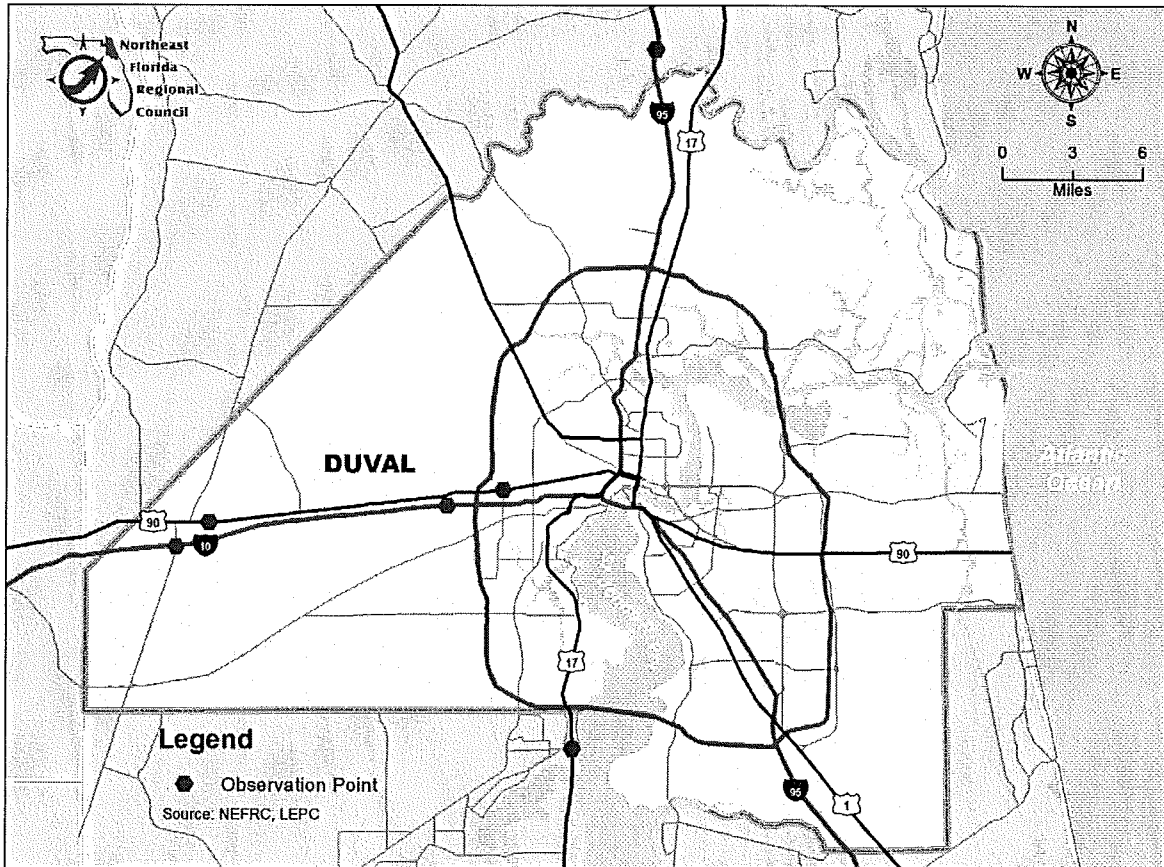 Northeast
Florida
Regional
Council
N
W
E
S
0 3 6
Miles
95
17
DUVAL
Atlantic
Ocean
90
10
90
17
95
1
Legend
Observation Point
Source: NEFRC, LEPC